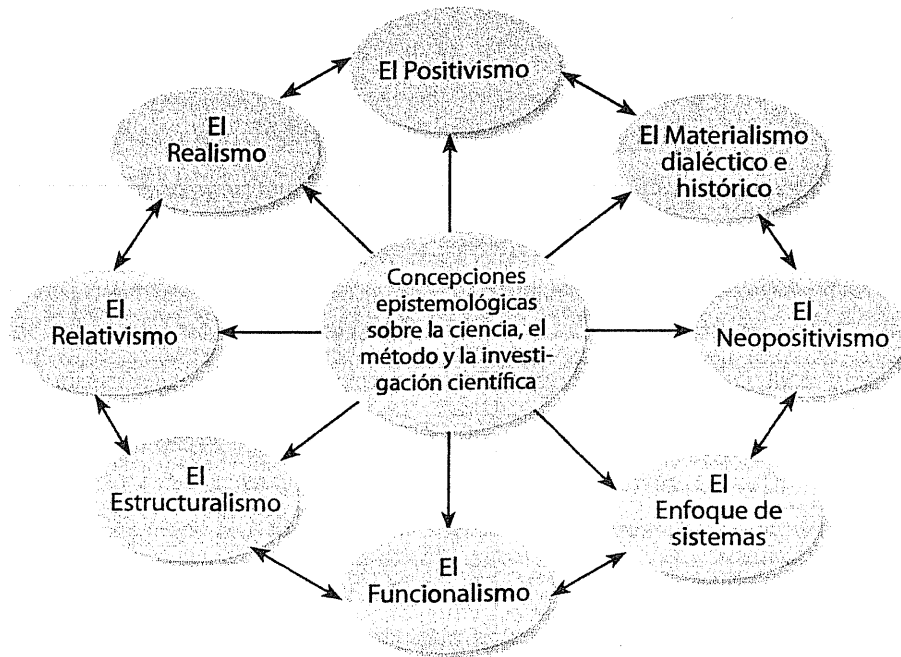 El Positivismo
El
Realismo
El Materialismo
dialéctico e
histórico
Concepciones
epistemológicas
sobre la ciencia, el
método y la investi-
gación científica
El
Relativismo
El
Neopositivismo
El
Estructuralismo
El
Enfoque de
sistemas
El
Funcionalismo